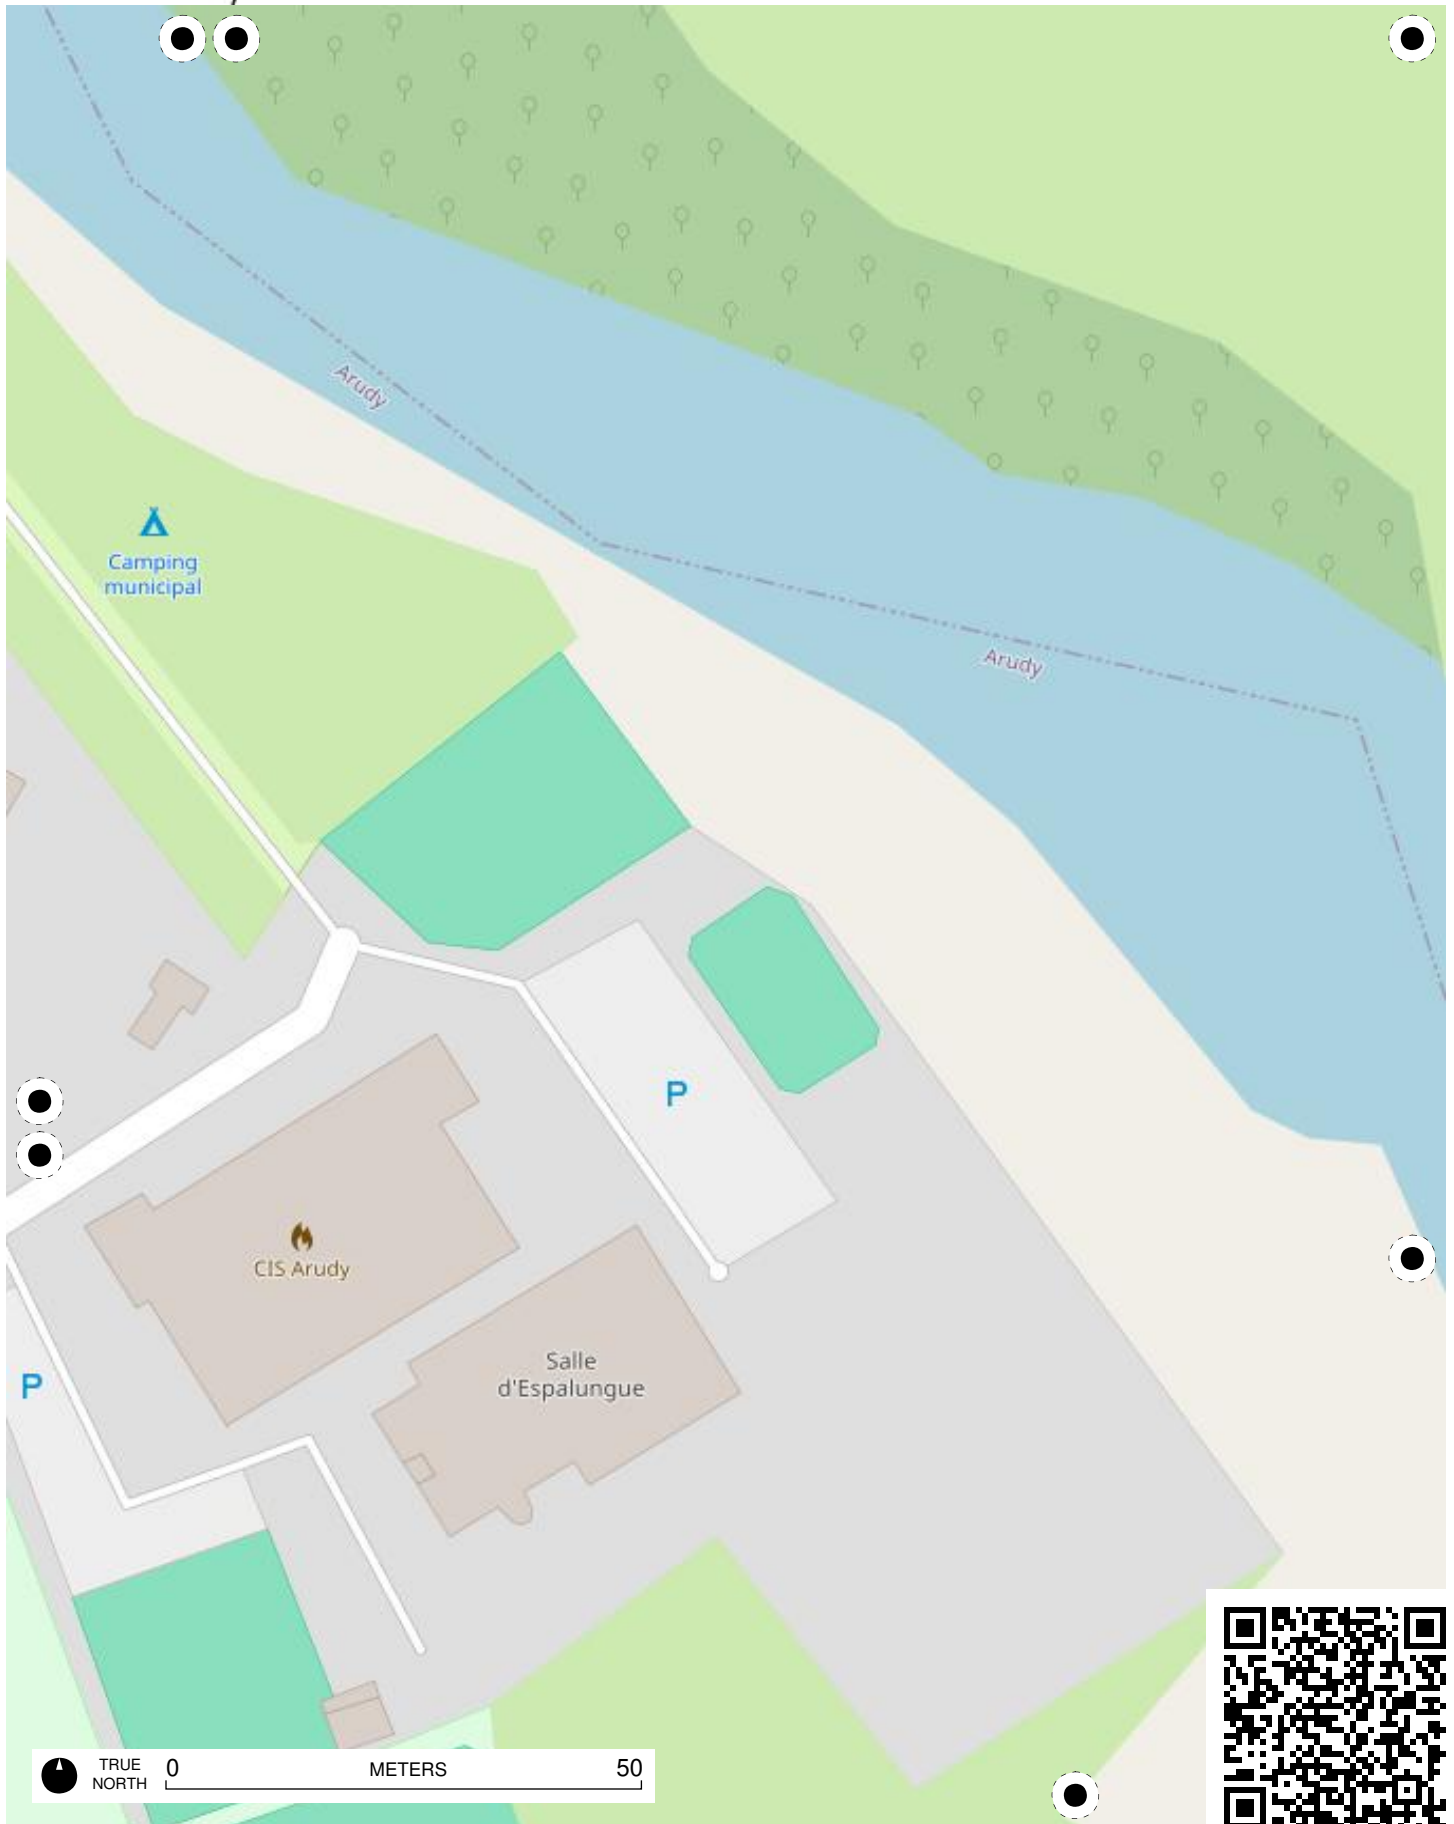 Arudy
Camping
municipal
Arudy
P
CIS Arudy
Salle
d'Espalungue
P
TRUE
NORTH
0
METERS
50